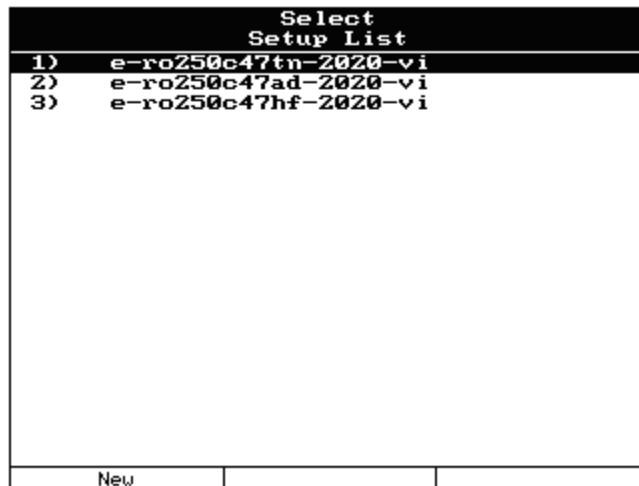 Select
Setup List
1) e-ro250c47tn-2020-vi
2) e-ro250c47ad-2020-vi
3) e-ro250c47hf-2020-vi
New